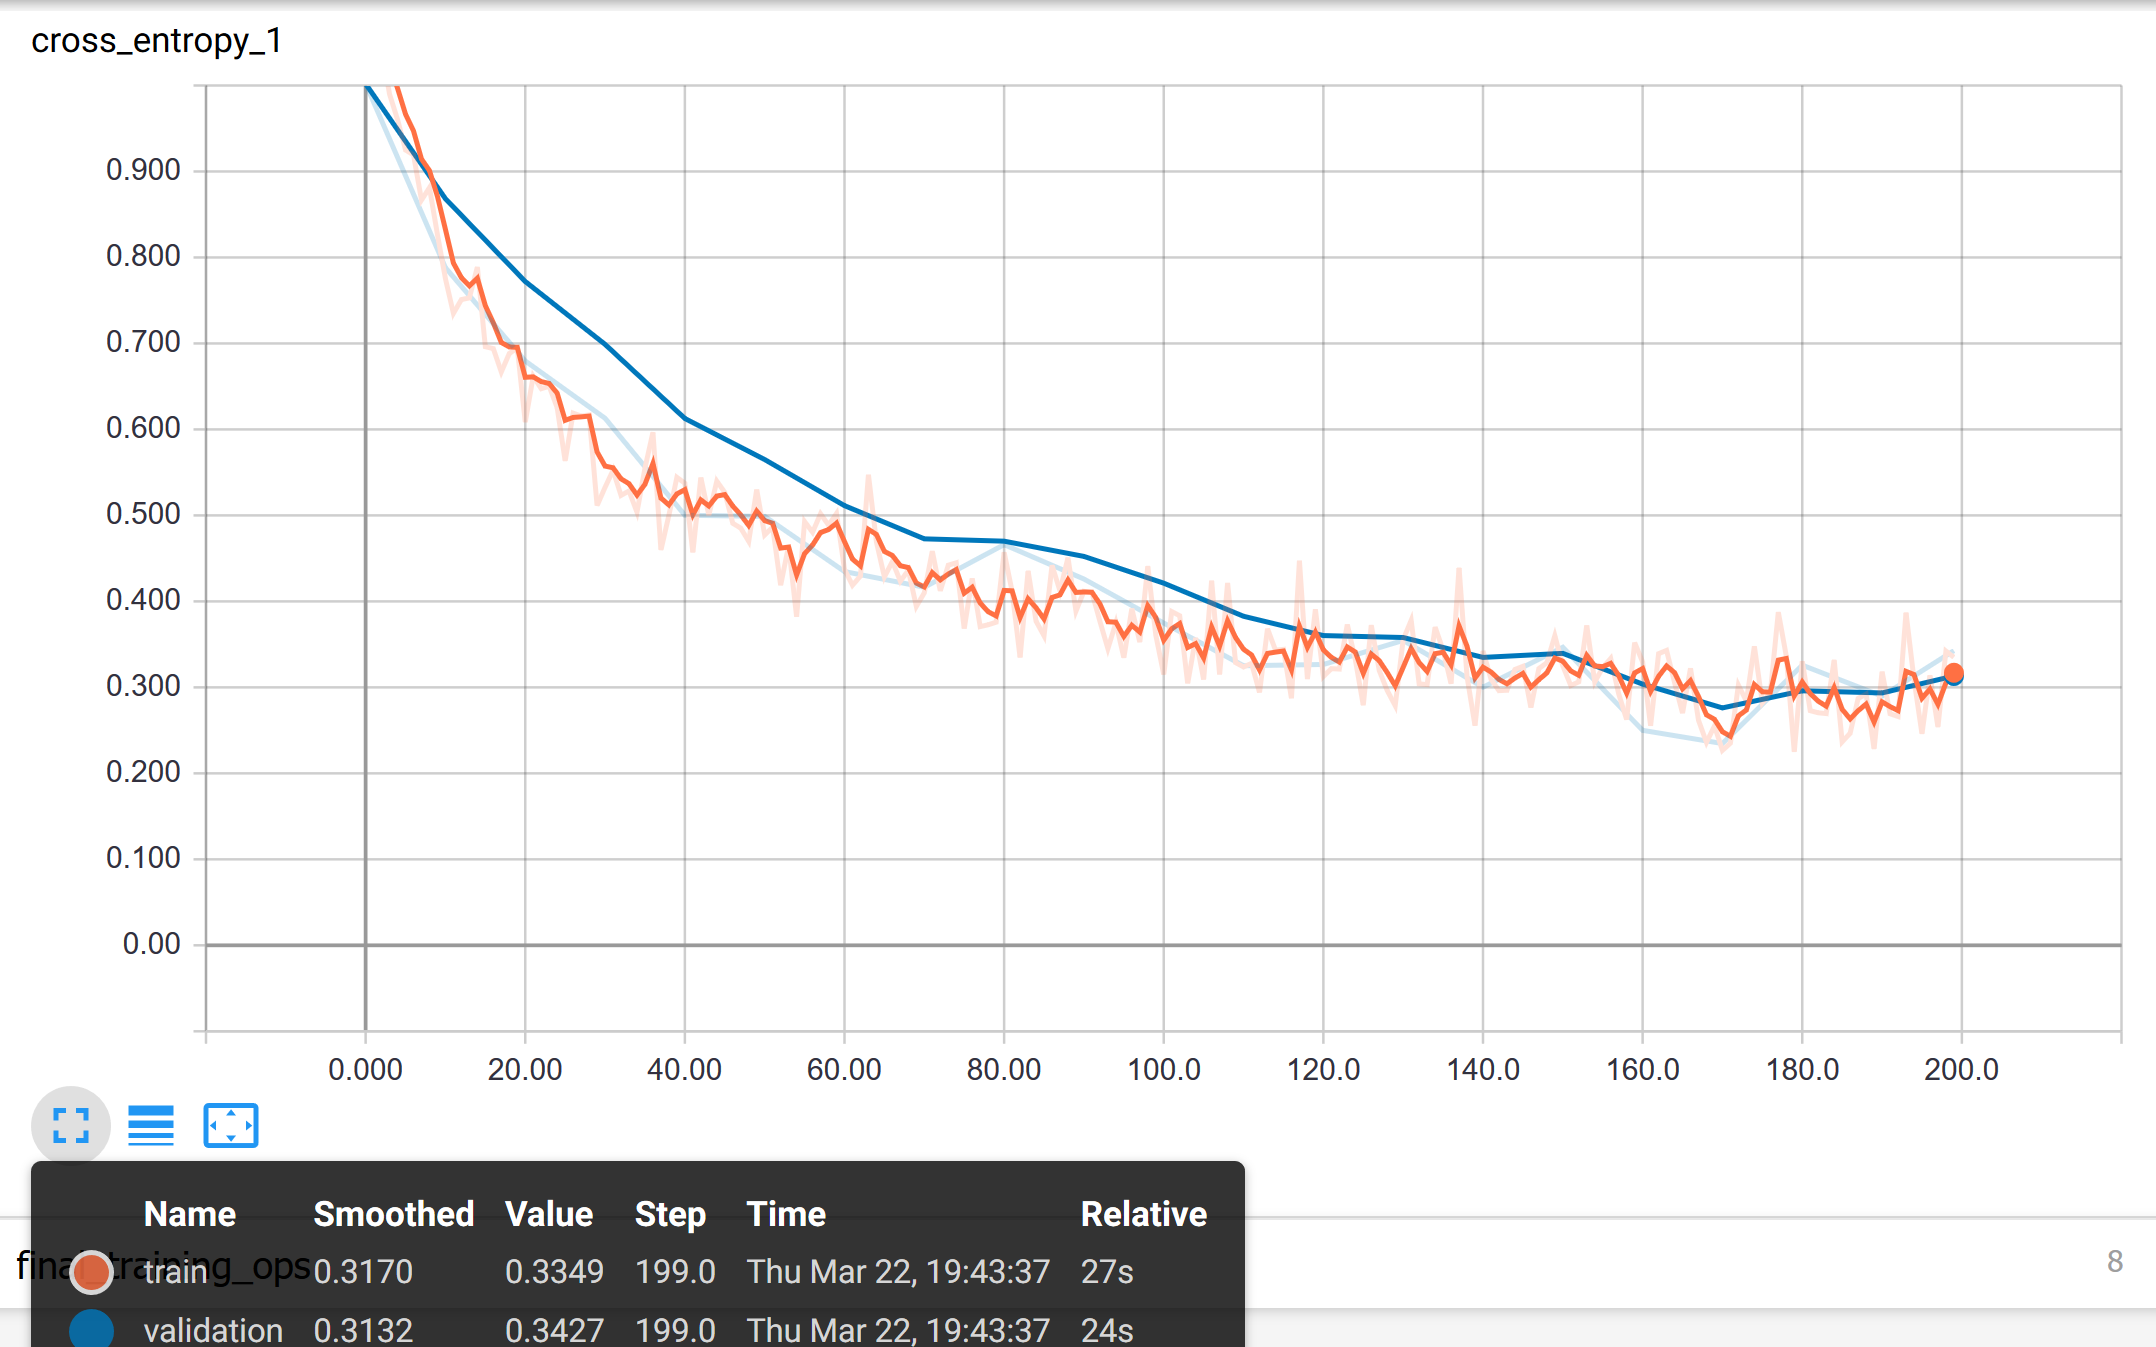 cross_entropy_1
0.900
0.800
0.700
0.600
0.500
0.400
0.300
0.200
0.100
0.00
0.000 20.00 40.00 60.00 80.00 100.0 120.0 140.0 160.0 180.0 200.0
Name Smoothed Value Step Time Relative
final_training_ops 8
train 0.3170 0.3349 199.0 Thu Mar 22, 19:43:37 27s
validation 0.3132 0.3427 199.0 Thu Mar 22, 19:43:37 24s